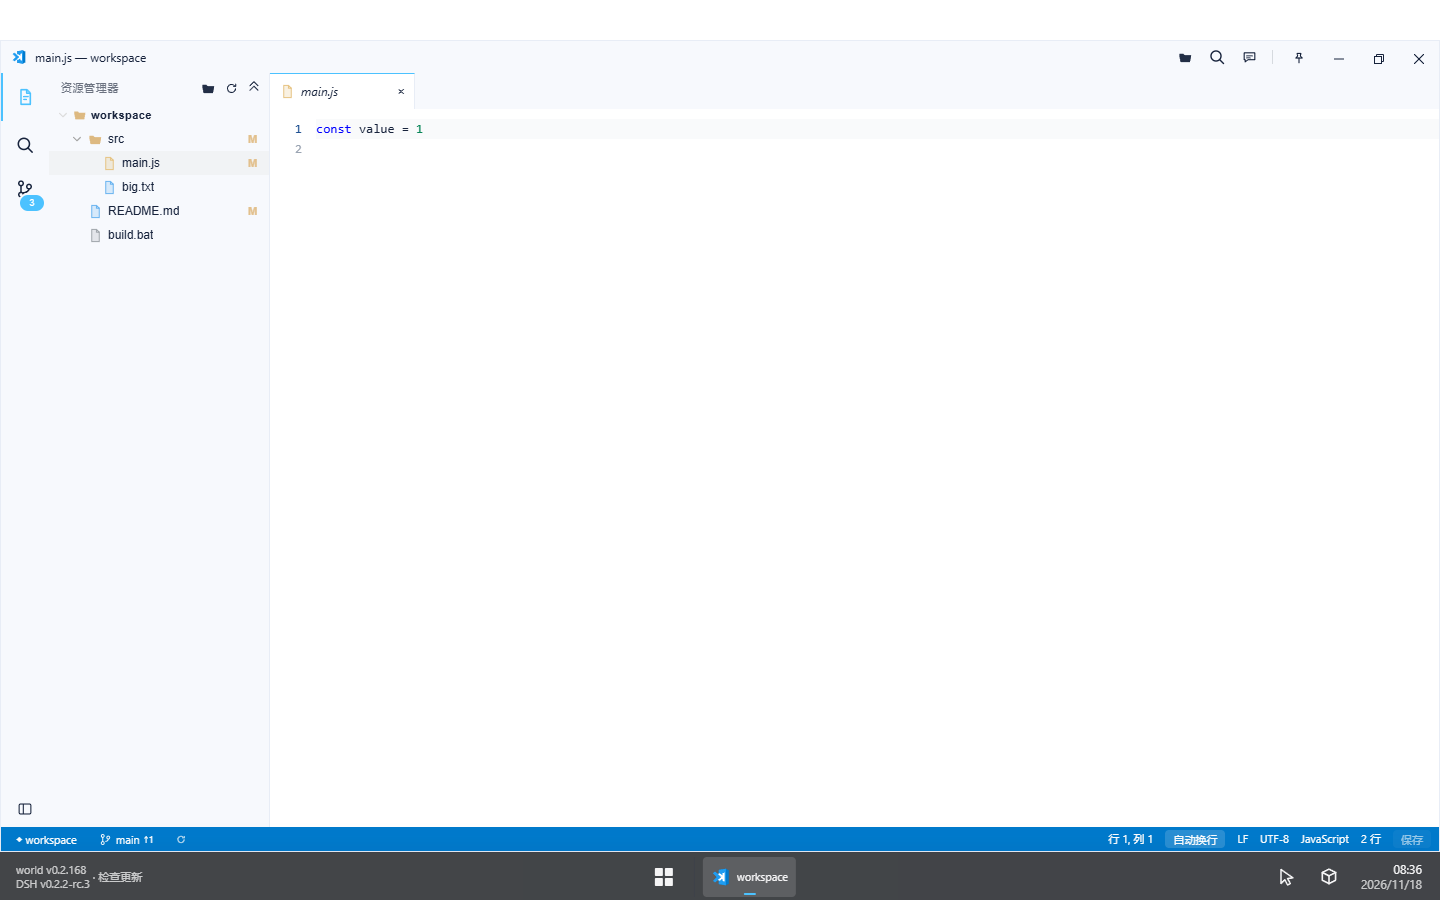 main.js — workspace
资源管理器
workspace
src M
main.js M
big.txt
README.md M
build.bat
3
main.js
1 const value = 1
2
workspace main ↑1
行 1, 列 1 自动换行 LF UTF-8 JavaScript 2 行 保存
world v0.2.168
DSH v0.2.2-rc.3 · 检查更新
workspace
08:36
2026/11/18